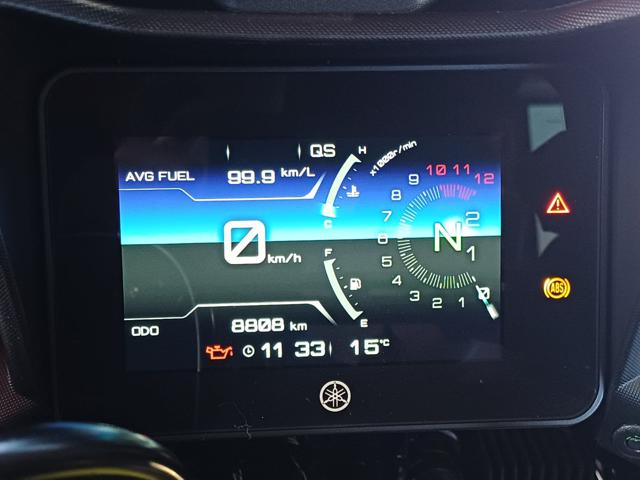 QS
H
x1000r/min
AVG FUEL 99.9 km/L
C
0 km/h
F
E
ODO 8808 km
11 33 15°C
12
11
10
9
8
7
6
5
4
3
2
1
0
N
2
1
ABS